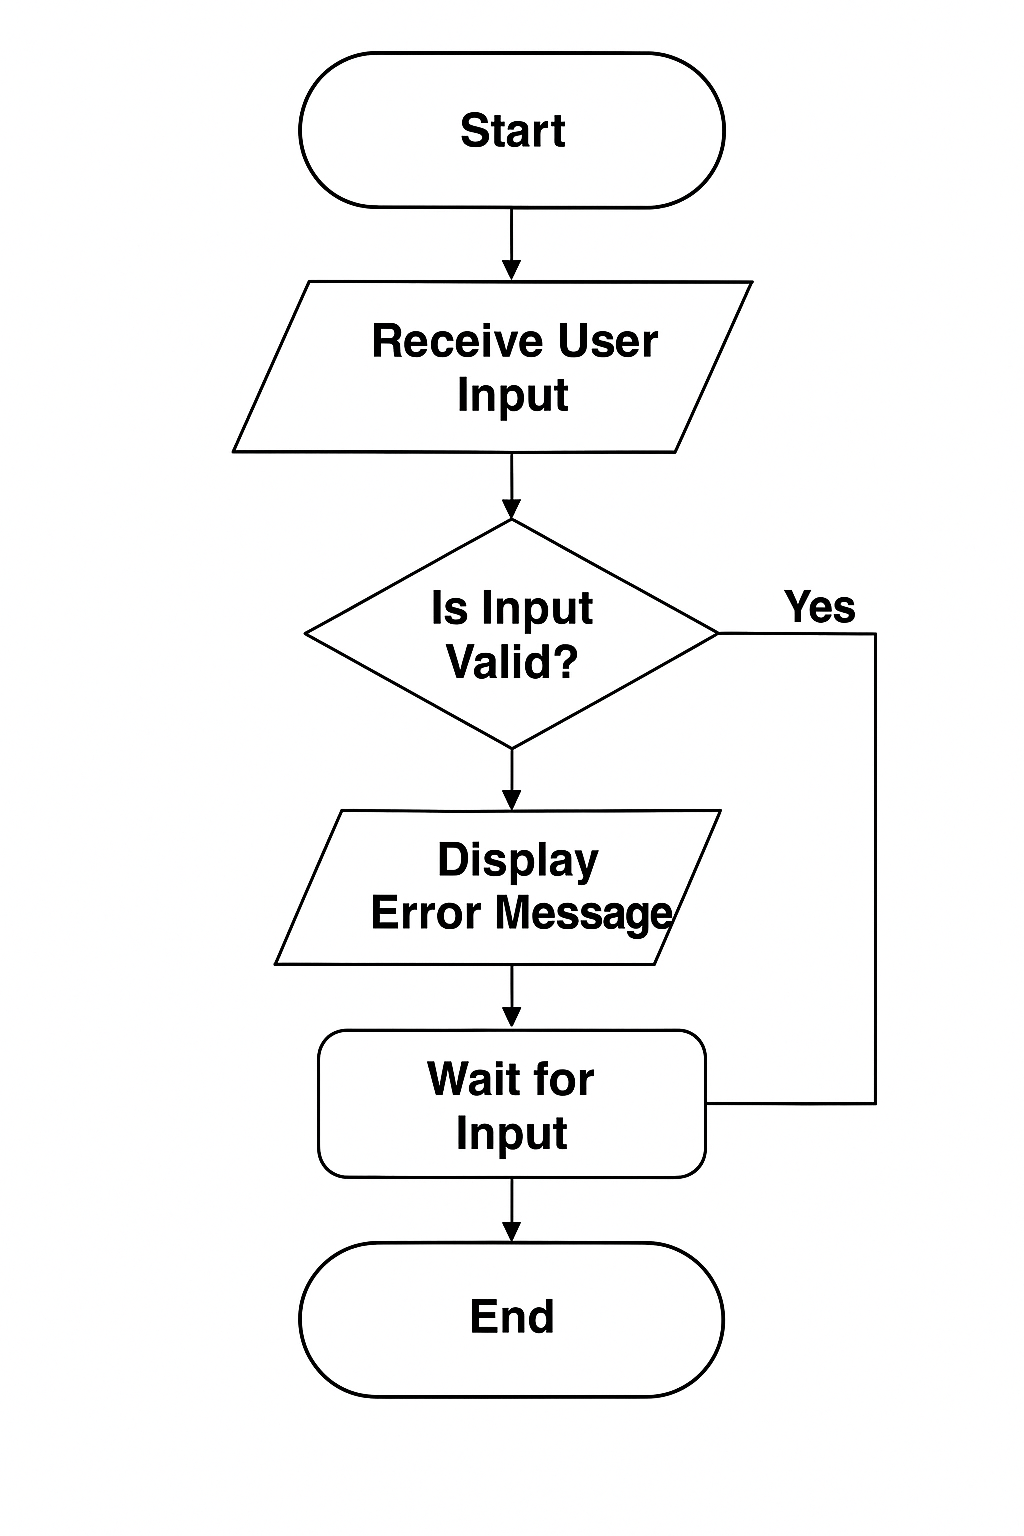 Start
Receive User
Input
Is Input
Valid?
Yes
Display
Error Message
Wait for
Input
End